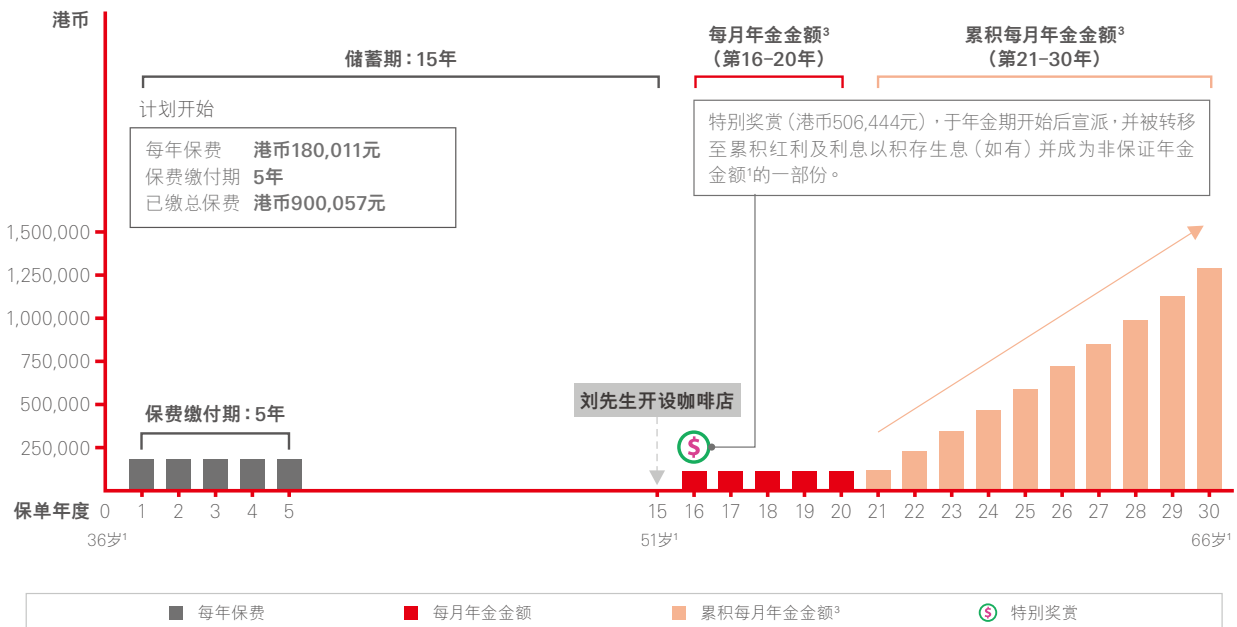 港币
储蓄期：15年
每月年金金额³
（第16–20年）
累积每月年金金额³
（第21–30年）
计划开始
每年保费 港币180,011元
保费缴付期 5年
已缴总保费 港币900,057元
特别奖赏（港币506,444元），于年金期开始后宣派，并被转移
至累积红利及利息以积存生息（如有）并成为非保证年金
金额¹的一部份。
1,500,000
1,250,000
1,000,000
750,000
500,000
250,000
保费缴付期：5年
刘先生开设咖啡店
$
保单年度 0 1 2 3 4 5 15 16 17 18 19 20 21 22 23 24 25 26 27 28 29 30
36岁¹ 51岁¹ 66岁¹
每年保费 每月年金金额 累积每月年金金额³ $ 特别奖赏